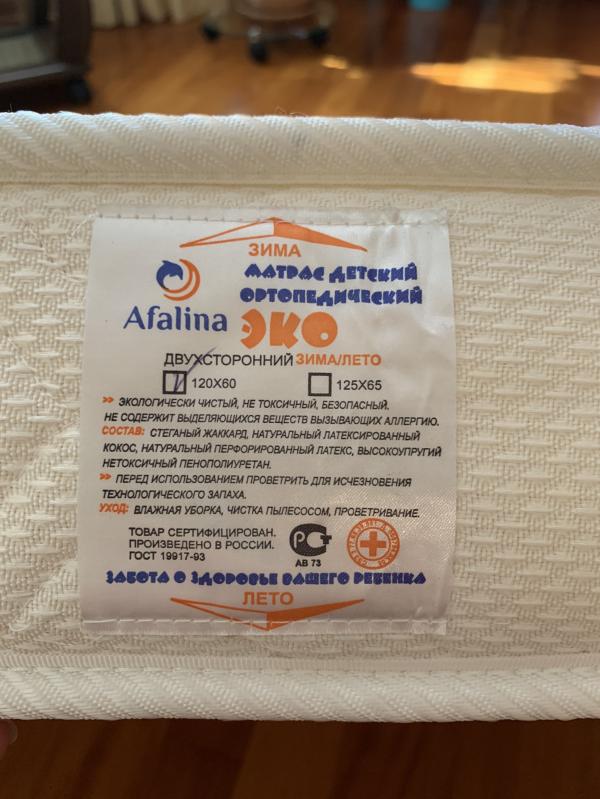 ЗИМА
Afalina
МАТРАС ДЕТСКИЙ
ОРТОПЕДИЧЕСКИЙ
ЭКО
ДВУХСТОРОННИЙ ЗИМА/ЛЕТО
120X60 125X65
>> ЭКОЛОГИЧЕСКИ ЧИСТЫЙ, НЕ ТОКСИЧНЫЙ, БЕЗОПАСНЫЙ.
НЕ СОДЕРЖИТ ВЫДЕЛЯЮЩИХСЯ ВЕЩЕСТВ ВЫЗЫВАЮЩИХ АЛЛЕРГИЮ.
СОСТАВ: СТЕГАНЫЙ ЖАККАРД, НАТУРАЛЬНЫЙ ЛАТЕКСИРОВАННЫЙ
КОКОС, НАТУРАЛЬНЫЙ ПЕРФОРИРОВАННЫЙ ЛАТЕКС, ВЫСОКОУПРУГИЙ
НЕТОКСИЧНЫЙ ПЕНОПОЛИУРЕТАН.
>> ПЕРЕД ИСПОЛЬЗОВАНИЕМ ПРОВЕТРИТЬ ДЛЯ ИСЧЕЗНОВЕНИЯ
ТЕХНОЛОГИЧЕСКОГО ЗАПАХА.
УХОД: ВЛАЖНАЯ УБОРКА, ЧИСТКА ПЫЛЕСОСОМ, ПРОВЕТРИВАНИЕ.
ТОВАР СЕРТИФИЦИРОВАН.
ПРОИЗВЕДЕНО В РОССИИ.
ГОСТ 19917-93
АВ 73
ЗАБОТА О ЗДОРОВЬЕ ВАШЕГО РЕБЕНКА
ЛЕТО